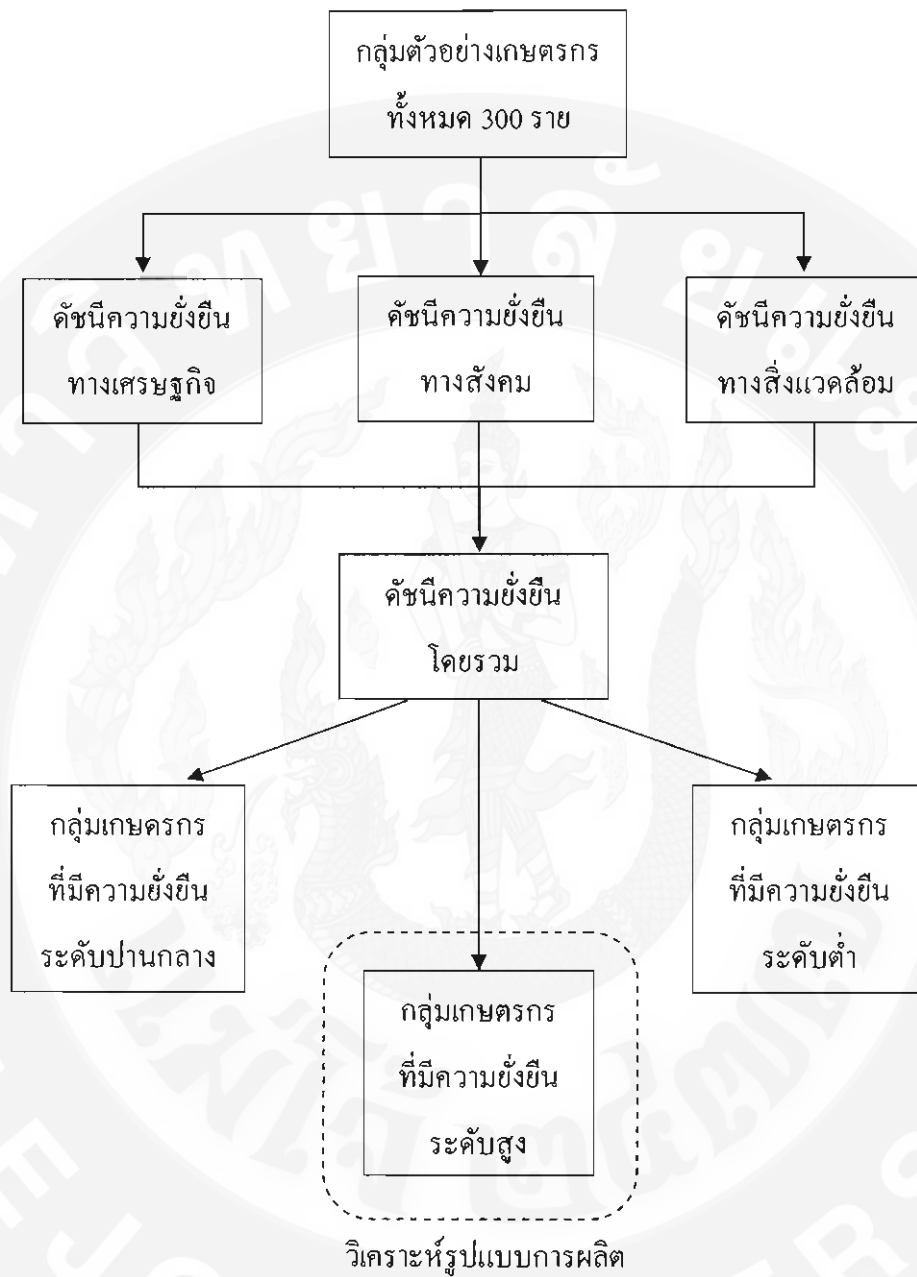 กลุ่มตัวอย่างเกษตรกร
ทั้งหมด 300 ราย
ดัชนีความยั่งยืน
ทางเศรษฐกิจ
ดัชนีความยั่งยืน
ทางสังคม
ดัชนีความยั่งยืน
ทางสิ่งแวดล้อม
ดัชนีความยั่งยืน
โดยรวม
กลุ่มเกษตรกร
ที่มีความยั่งยืน
ระดับปานกลาง
กลุ่มเกษตรกร
ที่มีความยั่งยืน
ระดับสูง
กลุ่มเกษตรกร
ที่มีความยั่งยืน
ระดับต่ำ
วิเคราะห์รูปแบบการผลิต